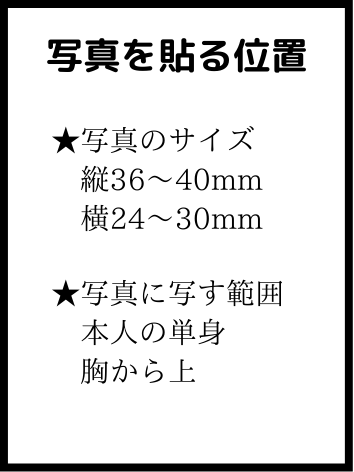 写真を貼る位置
★写真のサイズ
縦36〜40mm
横24〜30mm
★写真に写す範囲
本人の単身
胸から上